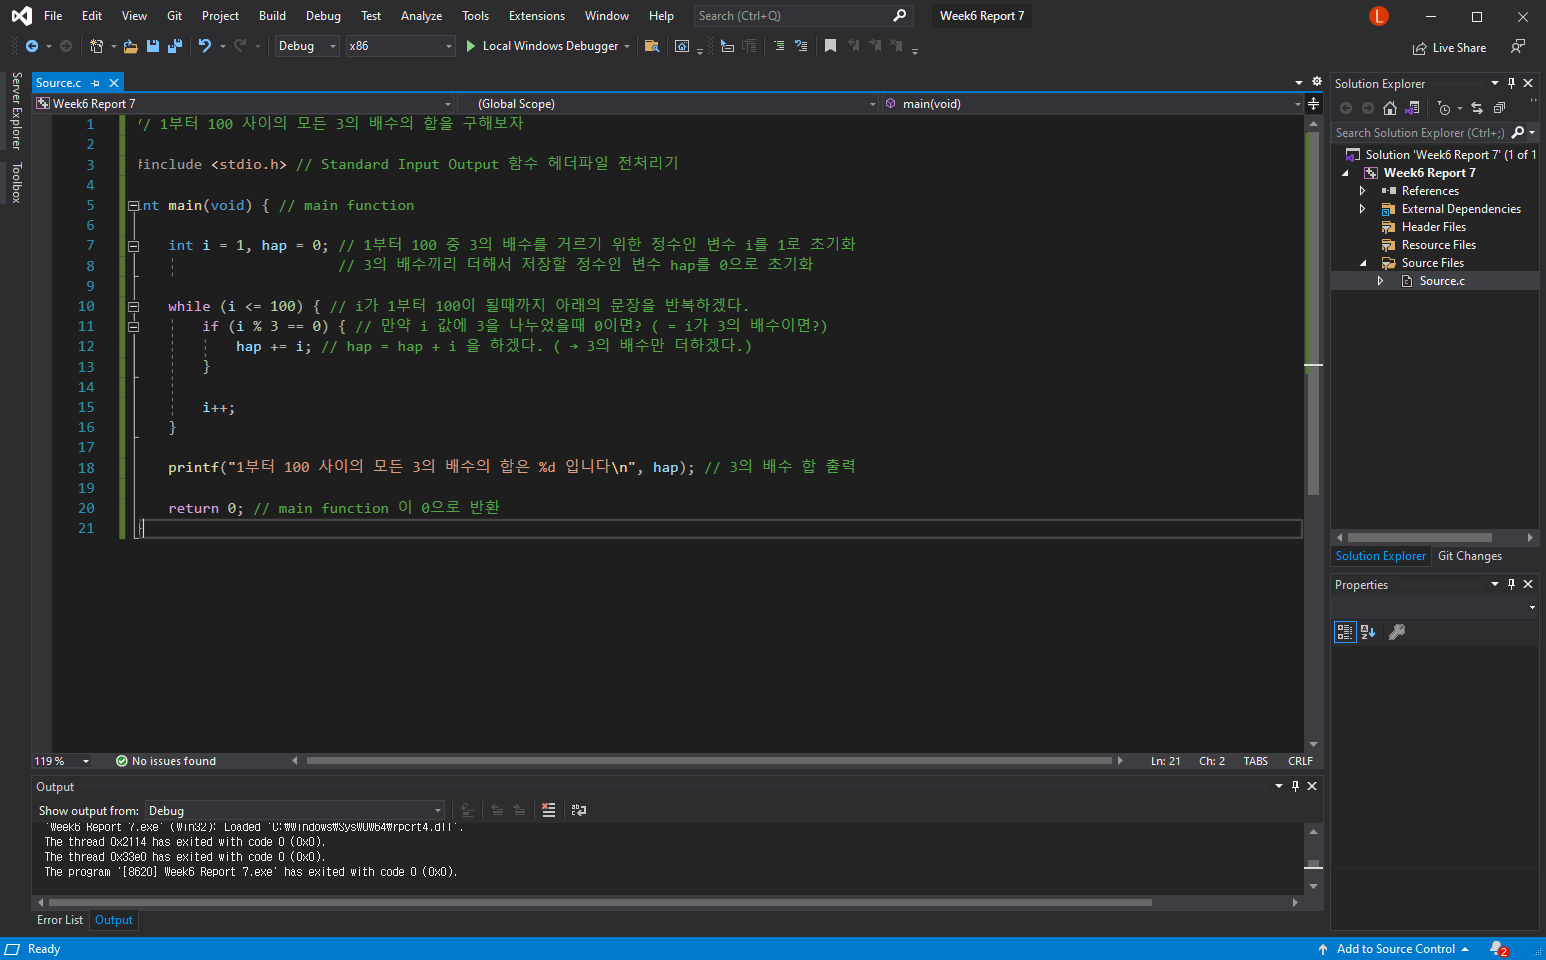 File Edit View Git Project Build Debug Test Analyze Tools Extensions Window Help Search (Ctrl+Q) Week6 Report 7 L
Debug x86 Local Windows Debugger Live Share
Server Explorer
Toolbox
Source.c
Week6 Report 7 (Global Scope) main(void)
1 // 1부터 100 사이의 모든 3의 배수의 합을 구해보자
2
3 #include <stdio.h> // Standard Input Output 함수 헤더파일 전처리기
4
5 int main(void) { // main function
6
7 int i = 1, hap = 0; // 1부터 100 중 3의 배수를 거르기 위한 정수인 변수 i를 1로 초기화
8 // 3의 배수끼리 더해서 저장할 정수인 변수 hap를 0으로 초기화
9
10 while (i <= 100) { // i가 1부터 100이 될때까지 아래의 문장을 반복하겠다.
11 if (i % 3 == 0) { // 만약 i 값에 3을 나누었을때 0이면? ( = i가 3의 배수이면?)
12 hap += i; // hap = hap + i 을 하겠다. ( → 3의 배수만 더하겠다.)
13 }
14
15 i++;
16 }
17
18 printf("1부터 100 사이의 모든 3의 배수의 합은 %d 입니다\n", hap); // 3의 배수 합 출력
19
20 return 0; // main function 이 0으로 반환
21 }
119 % No issues found Ln: 21 Ch: 2 TABS CRLF
Output
Show output from: Debug
'Week6 Report 7.exe' (Win32): Loaded 'C:₩Windows₩SysWOW64₩rpcrt4.dll'.
The thread 0x2114 has exited with code 0 (0x0).
The thread 0x33e0 has exited with code 0 (0x0).
The program '[8620] Week6 Report 7.exe' has exited with code 0 (0x0).
Error List Output
Solution Explorer
Search Solution Explorer (Ctrl+;)
Solution 'Week6 Report 7' (1 of 1
Week6 Report 7
References
External Dependencies
Header Files
Resource Files
Source Files
Source.c
Solution Explorer Git Changes
Properties
Ready Add to Source Control 2